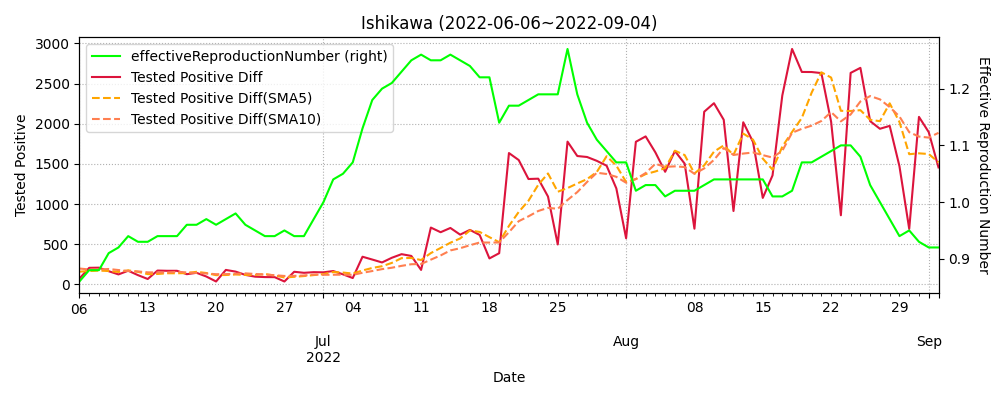 Ishikawa (2022-06-06~2022-09-04)
effectiveReproductionNumber (right)
Tested Positive Diff
Tested Positive Diff(SMA5)
Tested Positive Diff(SMA10)
Tested Positive
3000
2500
2000
1500
1000
500
0
Effective Reproduction Number
1.2
1.1
1.0
0.9
06 13 20 27 04 11 18 25 08 15 22 29
Jul Aug Sep
2022
Date